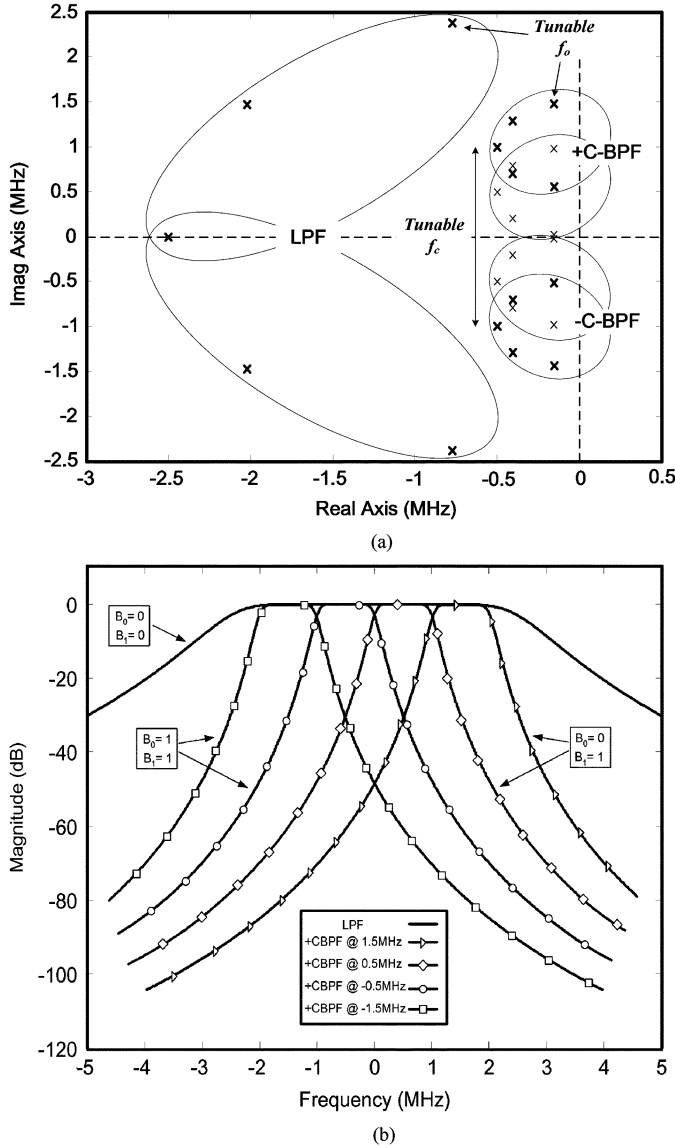 2.5
2
1.5
1
0.5
0
-0.5
-1
-1.5
-2
-2.5
Imag Axis (MHz)
Tunable
fo
+C-BPF
LPF
Tunable
fc
-C-BPF
-3
-2.5
-2
-1.5
-1
-0.5
0
0.5
Real Axis (MHz)
(a)
0
-20
-40
-60
-80
-100
-120
Magnitude (dB)
B0= 0
B1= 0
B0= 1
B1= 1
B0= 0
B1= 1
LPF
+CBPF @ 1.5MHz
+CBPF @ 0.5MHz
+CBPF @ -0.5MHz
+CBPF @ -1.5MHz
-5
-4
-3
-2
-1
0
1
2
3
4
5
Frequency (MHz)
(b)